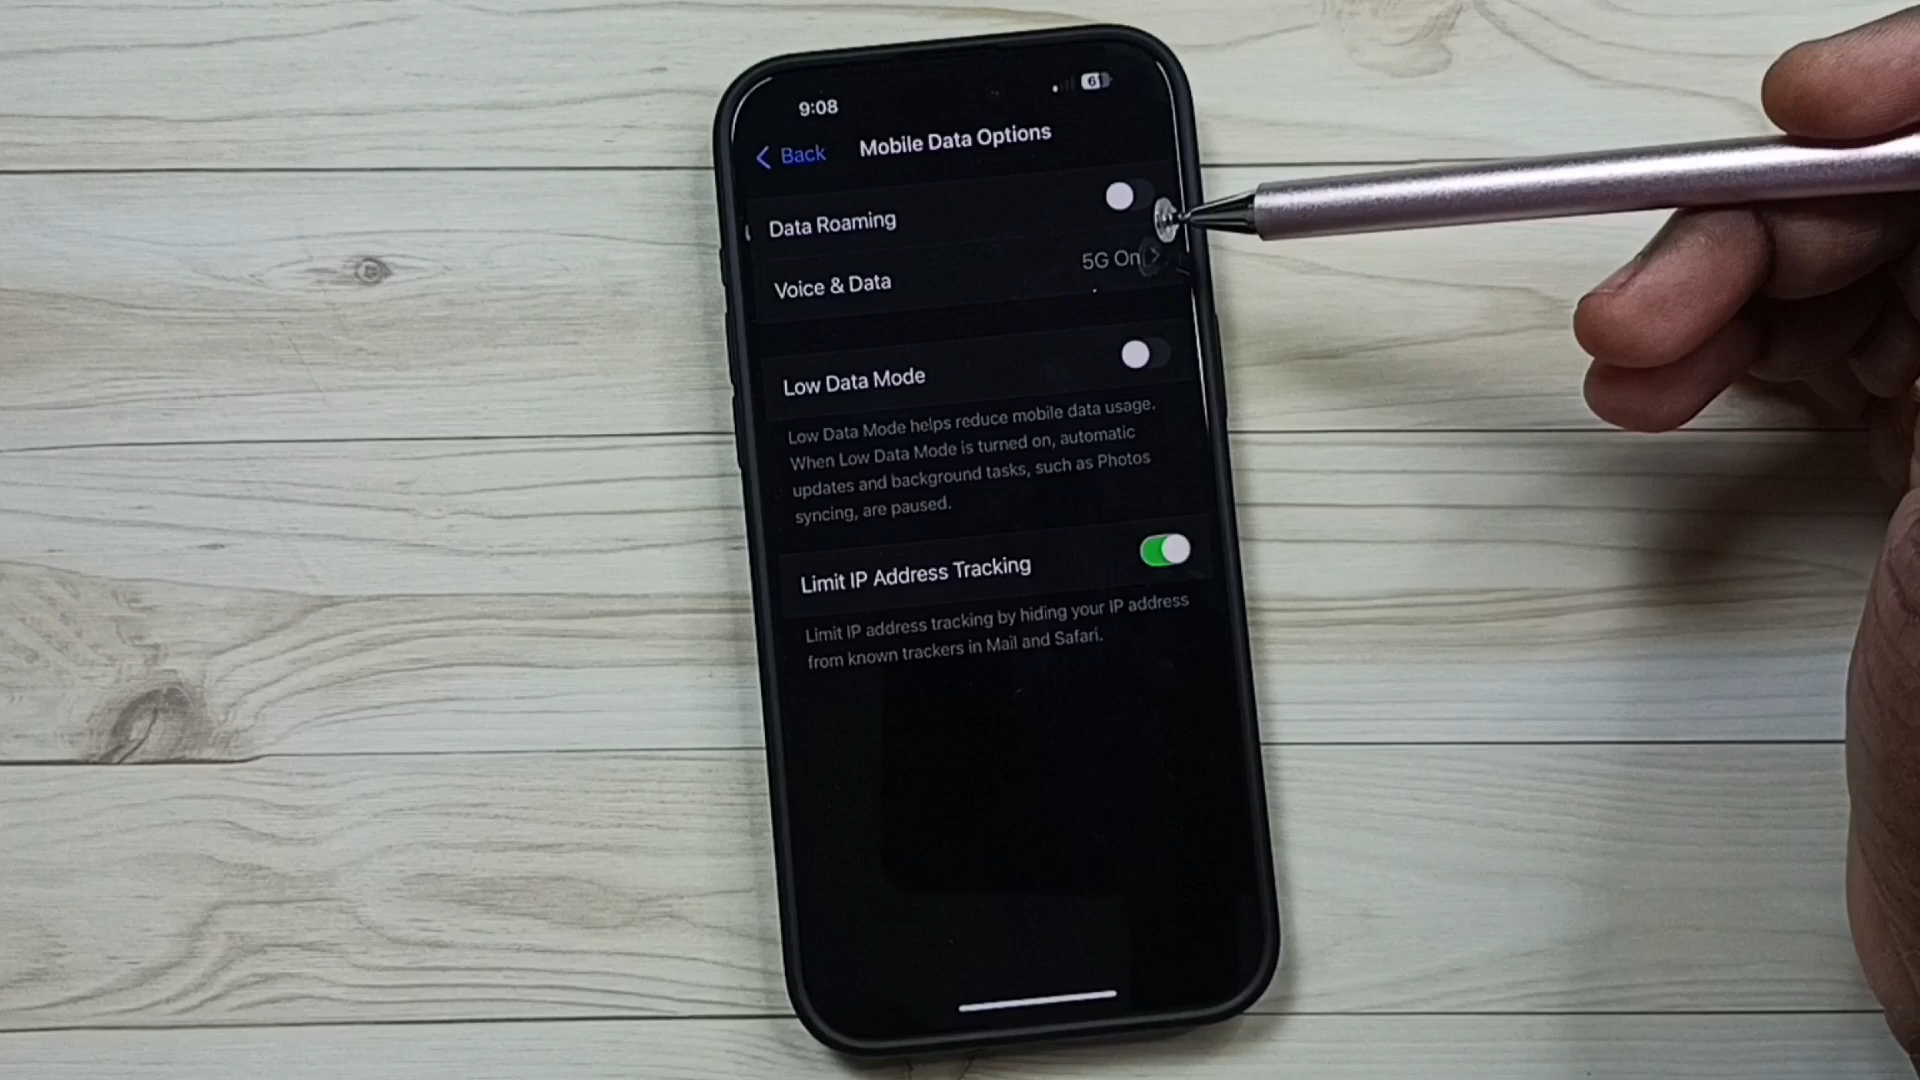 9:08
61
Back
Mobile Data Options
Data Roaming
Voice & Data
5G On
Low Data Mode
Low Data Mode helps reduce mobile data usage.
When Low Data Mode is turned on, automatic
updates and background tasks, such as Photos
syncing, are paused.
Limit IP Address Tracking
Limit IP address tracking by hiding your IP address
from known trackers in Mail and Safari.